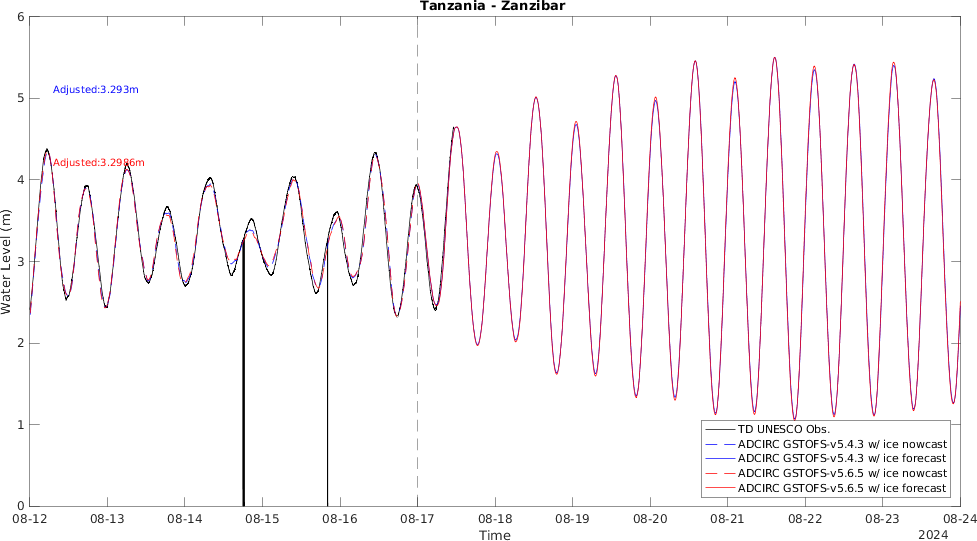 Tanzania - Zanzibar
6
5
4
3
2
1
0
Water Level (m)
Adjusted:3.293m
Adjusted:3.2986m
TD UNESCO Obs.
ADCIRC GSTOFS-v5.4.3 w/ ice nowcast
ADCIRC GSTOFS-v5.4.3 w/ ice forecast
ADCIRC GSTOFS-v5.6.5 w/ ice nowcast
ADCIRC GSTOFS-v5.6.5 w/ ice forecast
08-12 08-13 08-14 08-15 08-16 08-17 08-18 08-19 08-20 08-21 08-22 08-23 08-24
Time
2024